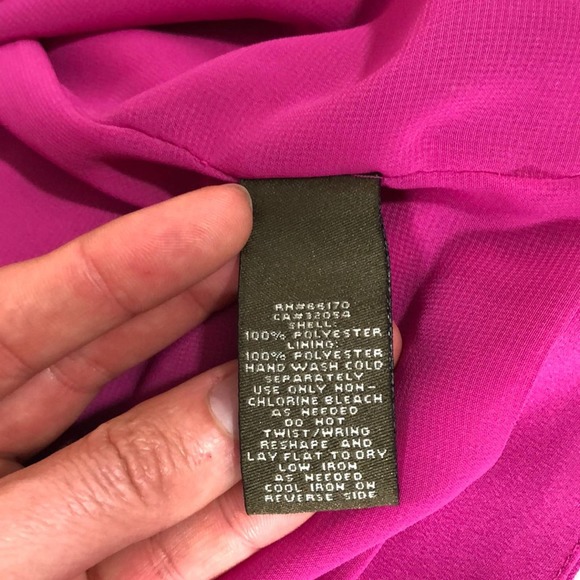 RN#66170
CA#32054
SHELL:
100% POLYESTER
LINING:
100% POLYESTER
HAND WASH COLD
SEPARATELY
USE ONLY NON-
CHLORINE BLEACH
AS NEEDED
DO NOT
TWIST/WRING
RESHAPE AND
LAY FLAT TO DRY
LOW IRON
AS NEEDED
COOL IRON ON
REVERSE SIDE